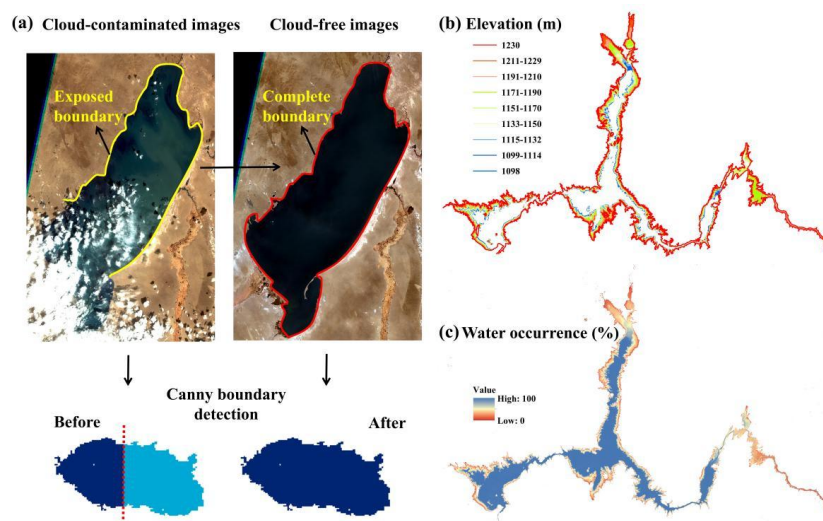 (a) Cloud-contaminated images
Cloud-free images
Exposed
boundary
Complete
boundary
Canny boundary
detection
Before
After
(b) Elevation (m)
1230
1211-1229
1191-1210
1171-1190
1151-1170
1133-1150
1115-1132
1099-1114
1098
(c) Water occurrence (%)
Value
High: 100
Low: 0